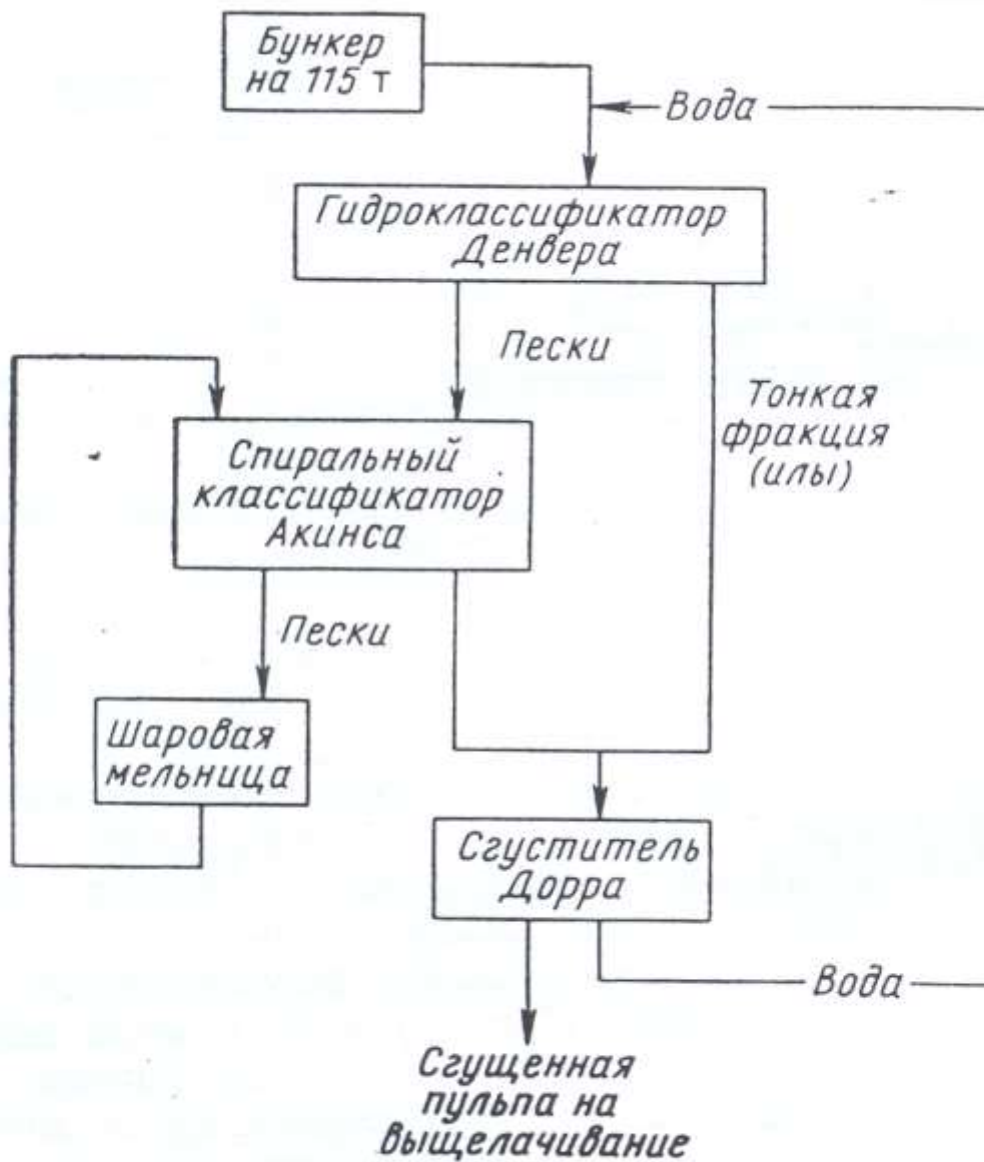 Бункер
на 115 т
Вода
Гидроклассификатор
Денвера
Пески
Тонкая
фракция
(илы)
Спиральный
классификатор
Акинса
Пески
Шаровая
мельница
Сгуститель
Дорра
Вода
Сгущенная
пульпа на
выщелачивание